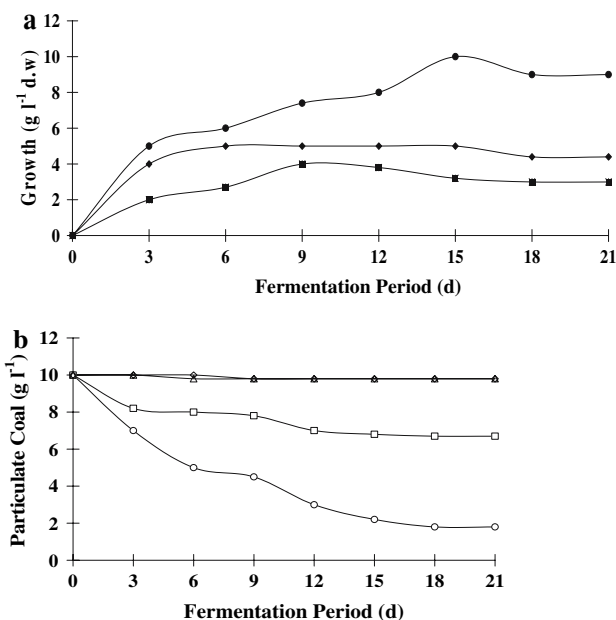 a
12
10
8
6
4
2
0
Growth (g l⁻¹ d.w)
0 3 6 9 12 15 18 21
Fermentation Period (d)
b
12
10
8
6
4
2
0
Particulate Coal (g l⁻¹)
0 3 6 9 12 15 18 21
Fermentation Period (d)